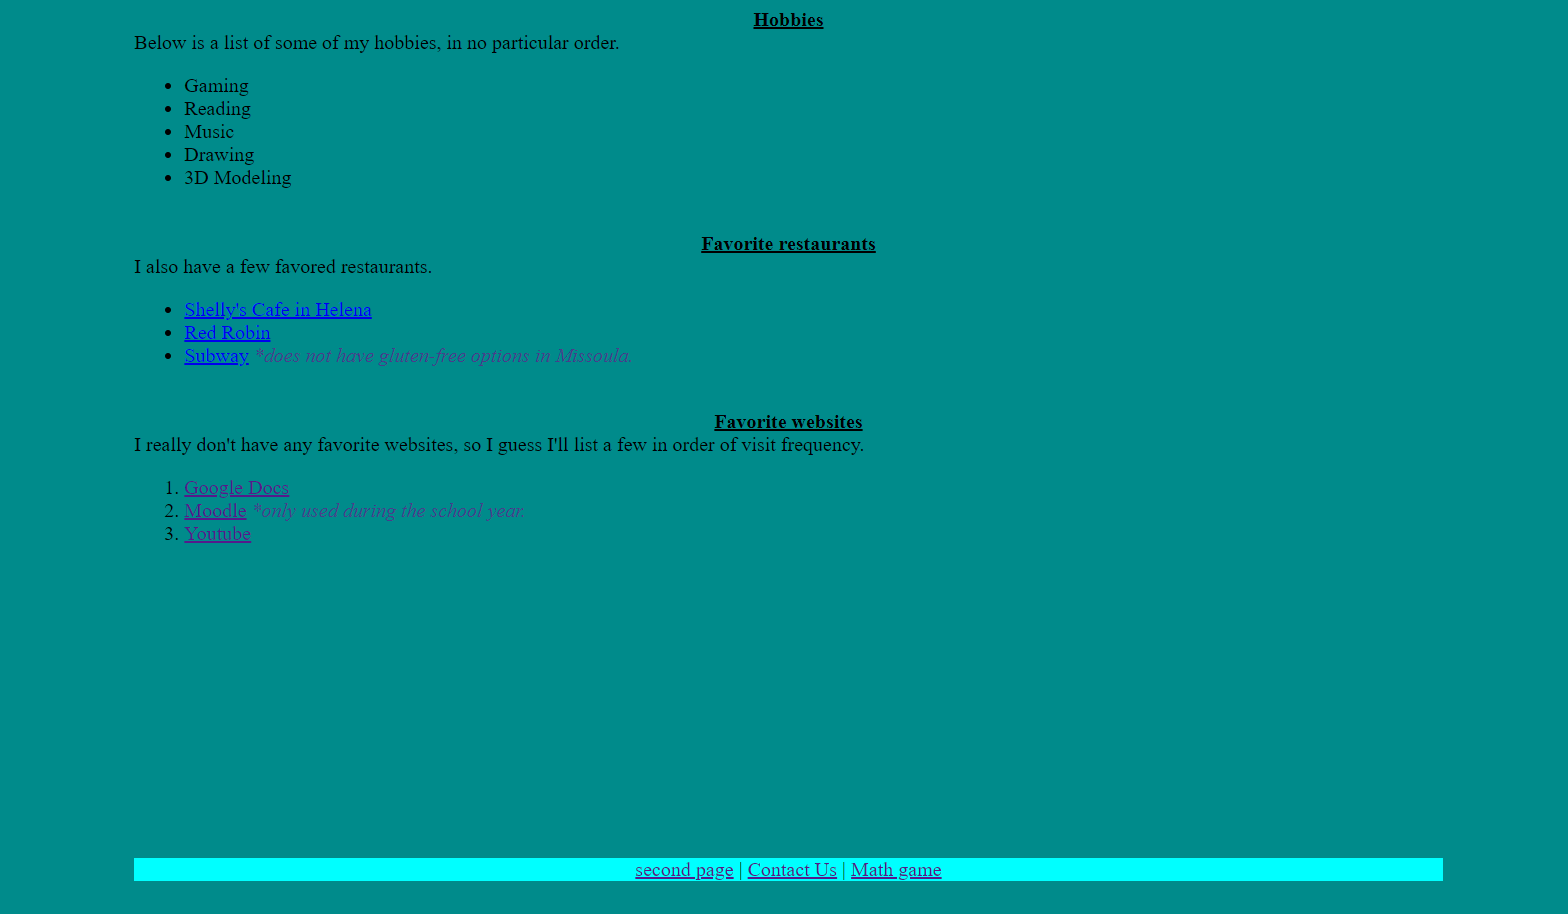 Hobbies
Below is a list of some of my hobbies, in no particular order.
• Gaming
• Reading
• Music
• Drawing
• 3D Modeling
Favorite restaurants
I also have a few favored restaurants.
• Shelly's Cafe in Helena
• Red Robin
• Subway *does not have gluten-free options in Missoula.
Favorite websites
I really don't have any favorite websites, so I guess I'll list a few in order of visit frequency.
1. Google Docs
2. Moodle *only used during the school year.
3. Youtube
second page | Contact Us | Math game